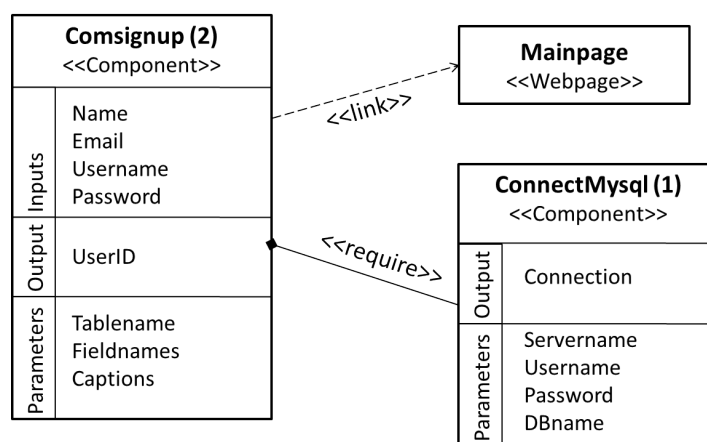 Comsignup (2)
<<Component>>
Inputs
Name
Email
Username
Password
Output
UserID
Parameters
Tablename
Fieldnames
Captions
<<link>>
<<require>>
Mainpage
<<Webpage>>
ConnectMysql (1)
<<Component>>
Output
Connection
Parameters
Servername
Username
Password
DBname